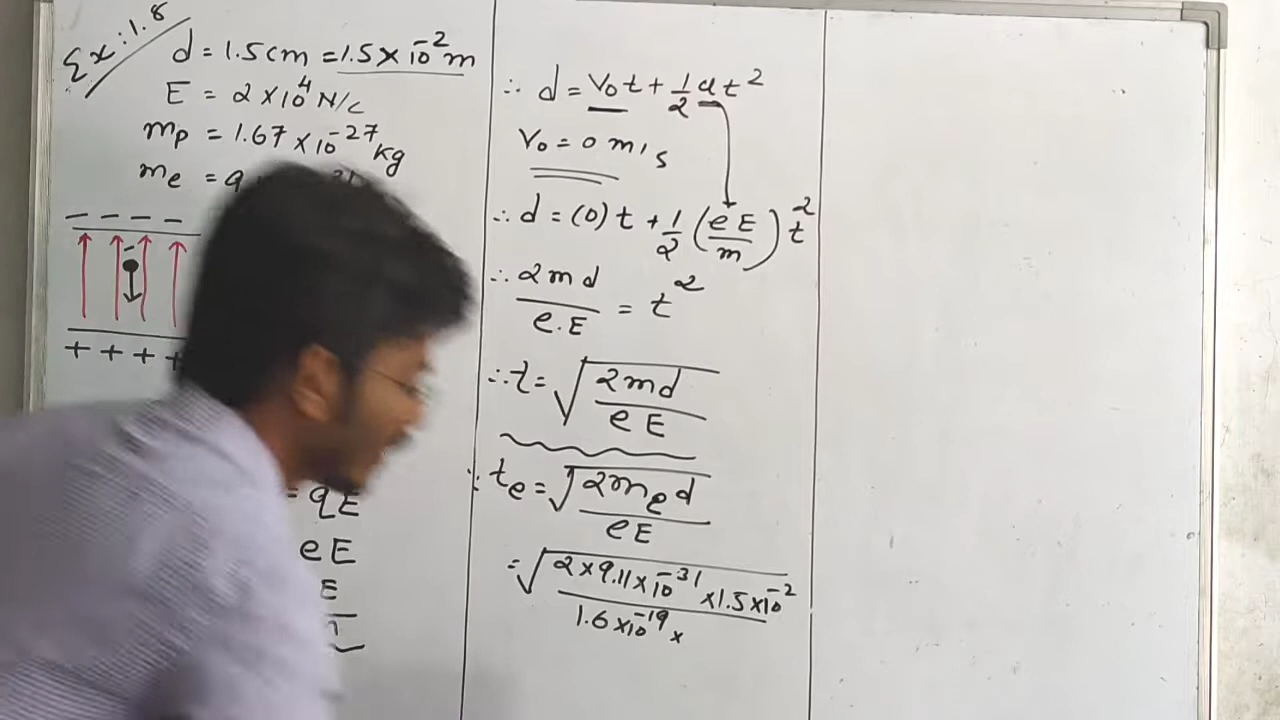 Ex: 1.8
d = 1.5 cm = 1.5 × 10⁻² m
E = 2 × 10⁴ N/C
mp = 1.67 × 10⁻²⁷ kg
me = 9
− − − −
−
+ + + +
= qE
eE
E
∴ d = V₀t + 1/2 at²
V₀ = 0 m/s
∴ d = (0)t + 1/2 (eE/m) t²
∴ 2md/e.E = t²
∴ t = √(2md/eE)
∴ te = √(2me d/eE)
= √(2 × 9.11 × 10⁻³¹ × 1.5 × 10⁻²/1.6 × 10⁻¹⁹ ×